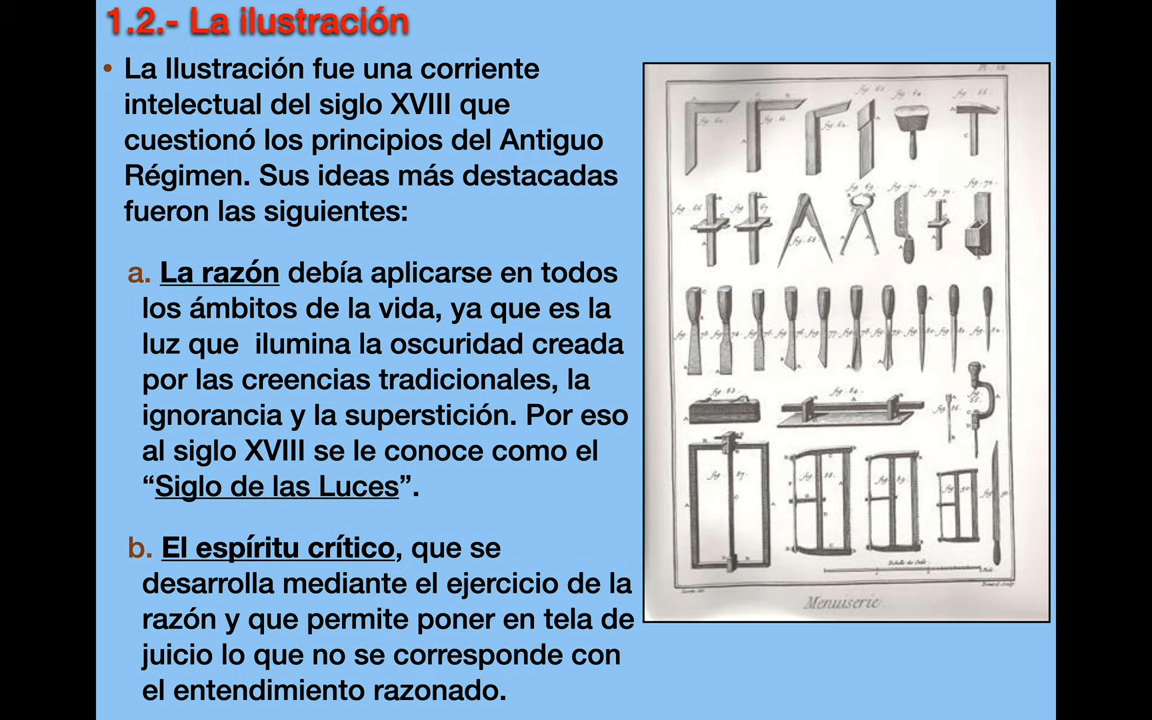 1.2.- La ilustración
• La Ilustración fue una corriente
intelectual del siglo XVIII que
cuestionó los principios del Antiguo
Régimen. Sus ideas más destacadas
fueron las siguientes:
a. La razón debía aplicarse en todos
los ámbitos de la vida, ya que es la
luz que ilumina la oscuridad creada
por las creencias tradicionales, la
ignorancia y la superstición. Por eso
al siglo XVIII se le conoce como el
“Siglo de las Luces”.
b. El espíritu crítico, que se
desarrolla mediante el ejercicio de la
razón y que permite poner en tela de
juicio lo que no se corresponde con
el entendimiento razonado.
Menuiserie.